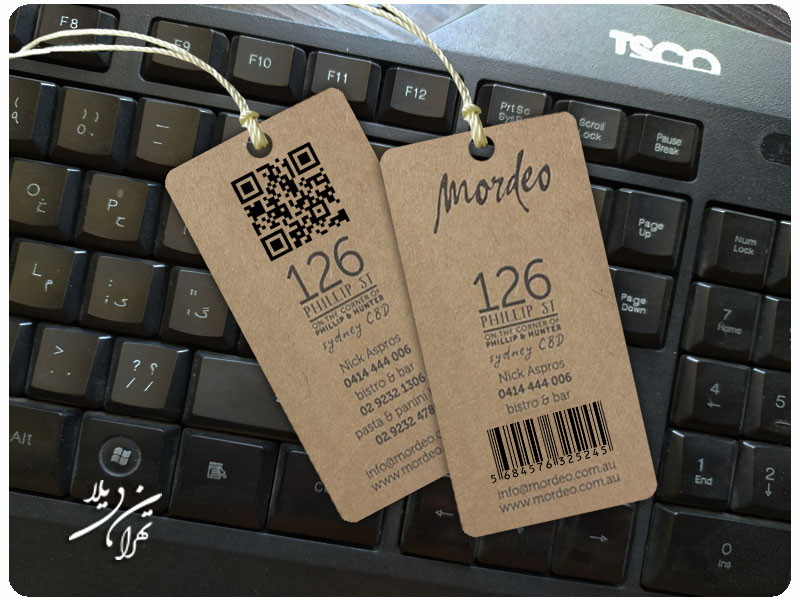 F8
F9
F10
F11
F12
Prt Sc
Scroll
Lock
Pause
Break
TSCO
Page
Up
Num
Lock
Page
Down
7
Home
4
5
1
End
2
0
Ins
Alt
126
PHILLIP ST
ON THE CORNER OF
PHILLIP & HUNTER
sydney CBD
Nick Aspros
0414 444 006
bistro & bar
02 9232 1306
pasta & panini
02 9232 478
info@mordeo.c
www.mordeo.
mordeo
126
PHILLIP ST
ON THE CORNER OF
PHILLIP & HUNTER
sydney CBD
Nick Aspros
0414 444 006
bistro & bar
5 684576 325245
info@mordeo.com.au
www.mordeo.com.au
تهران دیلا